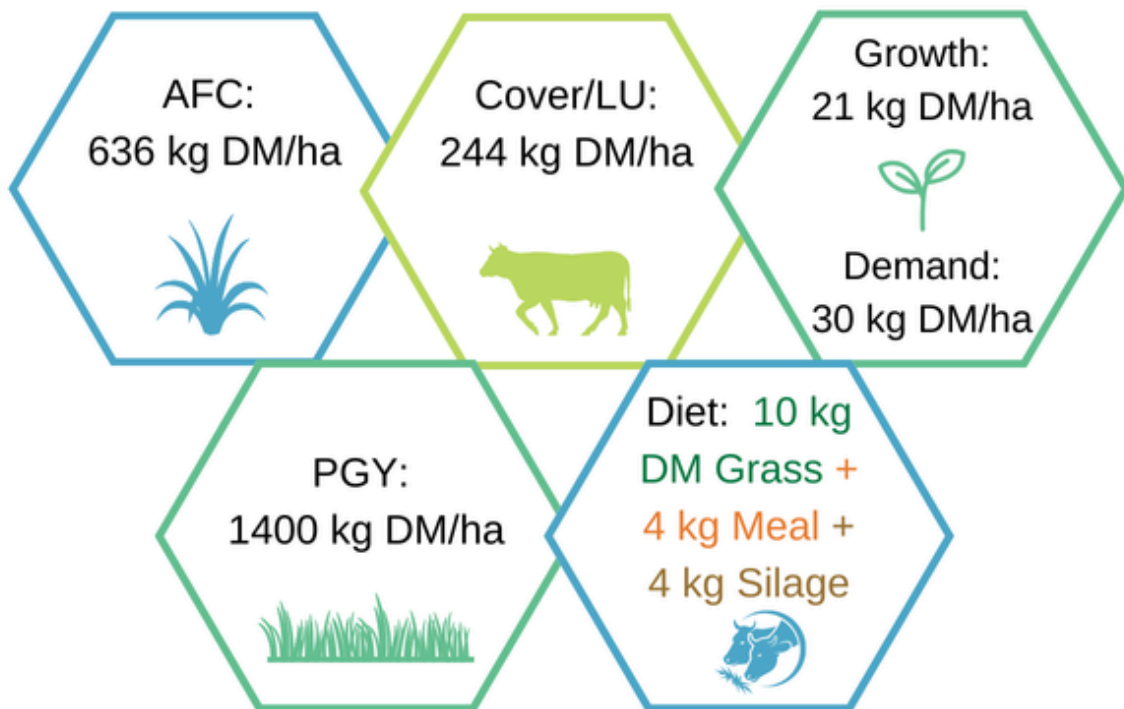 AFC:
636 kg DM/ha
Cover/LU:
244 kg DM/ha
Growth:
21 kg DM/ha
Demand:
30 kg DM/ha
PGY:
1400 kg DM/ha
Diet: 10 kg
DM Grass +
4 kg Meal +
4 kg Silage